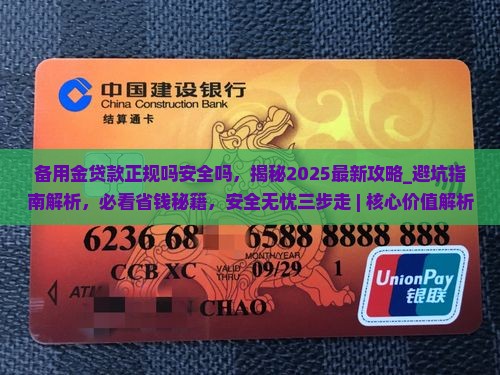 中国建设银行
China Construction Bank
结算通卡
备用金贷款正规吗安全吗，揭秘2025最新攻略_避坑指
南解析，必看省钱秘籍，安全无忧三步走 | 核心价值解析
6236 68 6588 8888 888
MONTH/YEAR
CCB XC VALID THRU 09/29 1
ATM
CHAO
UnionPay
银联